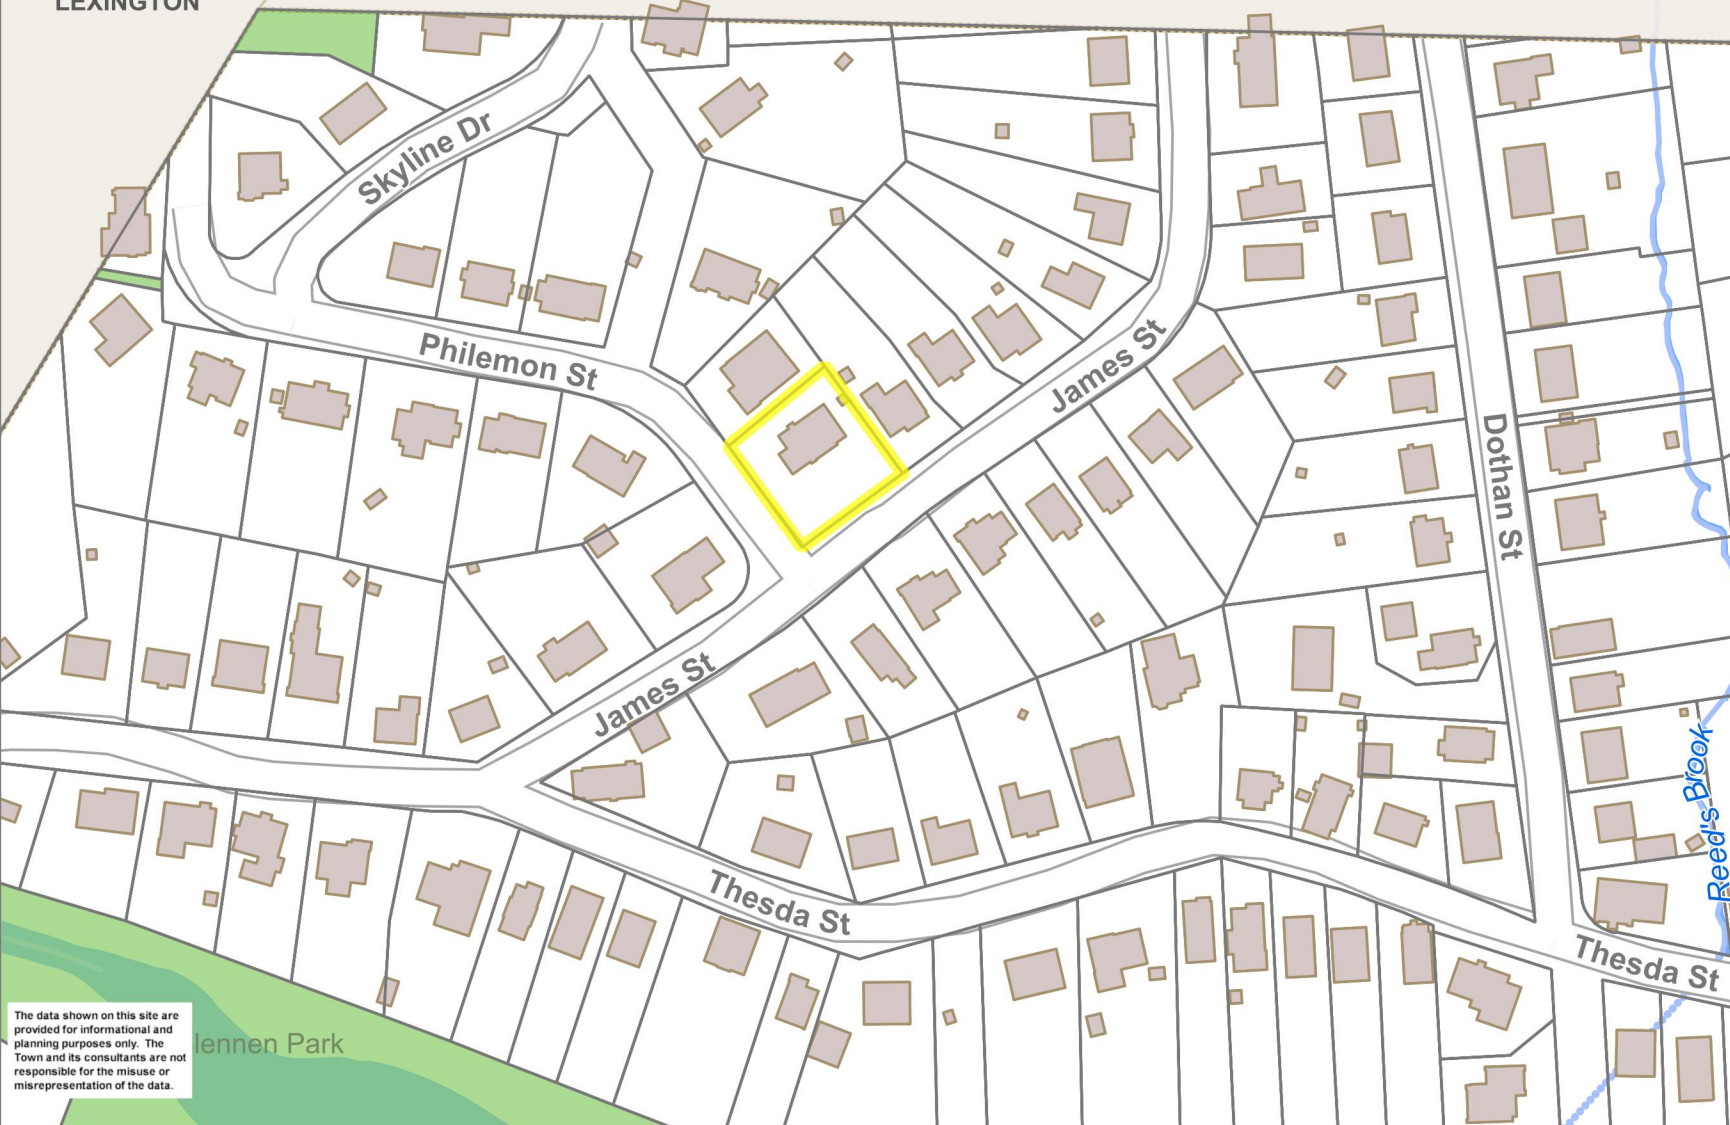 LEXINGTON
Skyline Dr
Philemon St
James St
Dothan St
James St
Reed's Brook
Thesda St
Thesda St
The data shown on this site are
provided for informational and
planning purposes only. The
Town and its consultants are not
responsible for the misuse or
misrepresentation of the data.
lennen Park